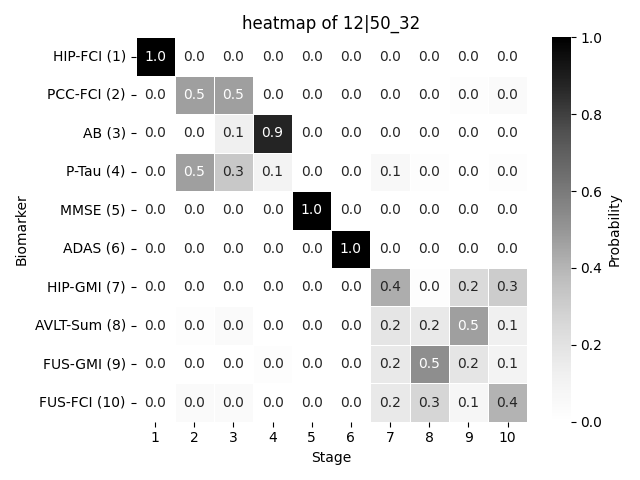 heatmap of 12|50_32
HIP-FCI (1) 1.0 0.0 0.0 0.0 0.0 0.0 0.0 0.0 0.0 0.0
PCC-FCI (2) 0.0 0.5 0.5 0.0 0.0 0.0 0.0 0.0 0.0 0.0
AB (3) 0.0 0.0 0.1 0.9 0.0 0.0 0.0 0.0 0.0 0.0
P-Tau (4) 0.0 0.5 0.3 0.1 0.0 0.0 0.1 0.0 0.0 0.0
MMSE (5) 0.0 0.0 0.0 0.0 1.0 0.0 0.0 0.0 0.0 0.0
ADAS (6) 0.0 0.0 0.0 0.0 0.0 1.0 0.0 0.0 0.0 0.0
HIP-GMI (7) 0.0 0.0 0.0 0.0 0.0 0.0 0.4 0.0 0.2 0.3
AVLT-Sum (8) 0.0 0.0 0.0 0.0 0.0 0.0 0.2 0.2 0.5 0.1
FUS-GMI (9) 0.0 0.0 0.0 0.0 0.0 0.0 0.2 0.5 0.2 0.1
FUS-FCI (10) 0.0 0.0 0.0 0.0 0.0 0.0 0.2 0.3 0.1 0.4
1 2 3 4 5 6 7 8 9 10
Stage
Biomarker
1.0
0.8
0.6
0.4
0.2
0.0
Probability